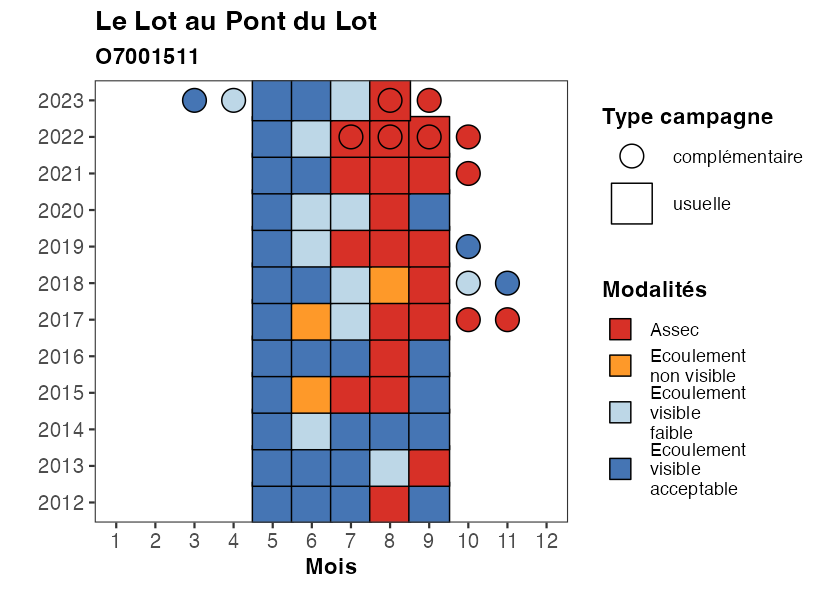 Le Lot au Pont du Lot
O7001511
2023
2022
2021
2020
2019
2018
2017
2016
2015
2014
2013
2012
1 2 3 4 5 6 7 8 9 10 11 12
Mois
Type campagne
complémentaire
usuelle
Modalités
Assec
Ecoulement
non visible
Ecoulement
visible
faible
Ecoulement
visible
acceptable